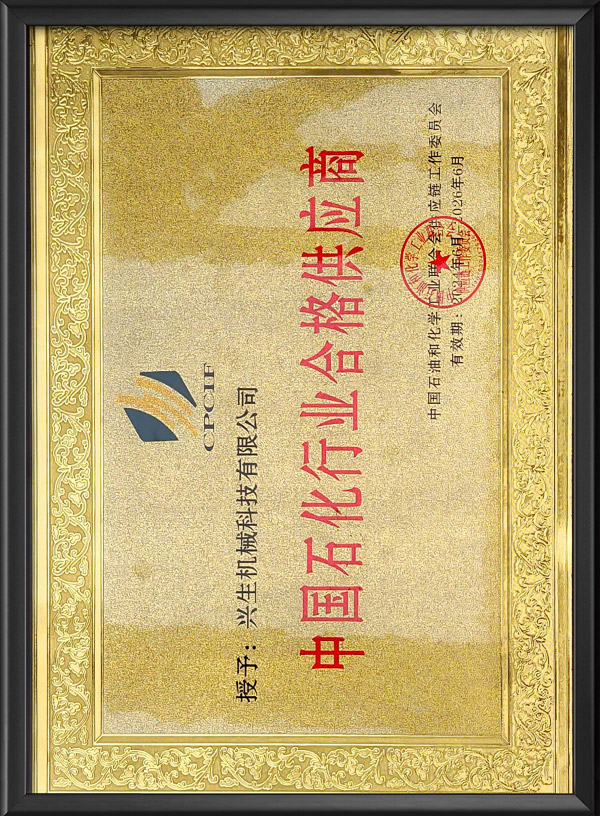 CPCIF
授予：兴生机械科技有限公司
中国石化行业合格供应商
中国石油和化学工业联合会供应链工作委员会
有效期：2024年6月-2026年6月